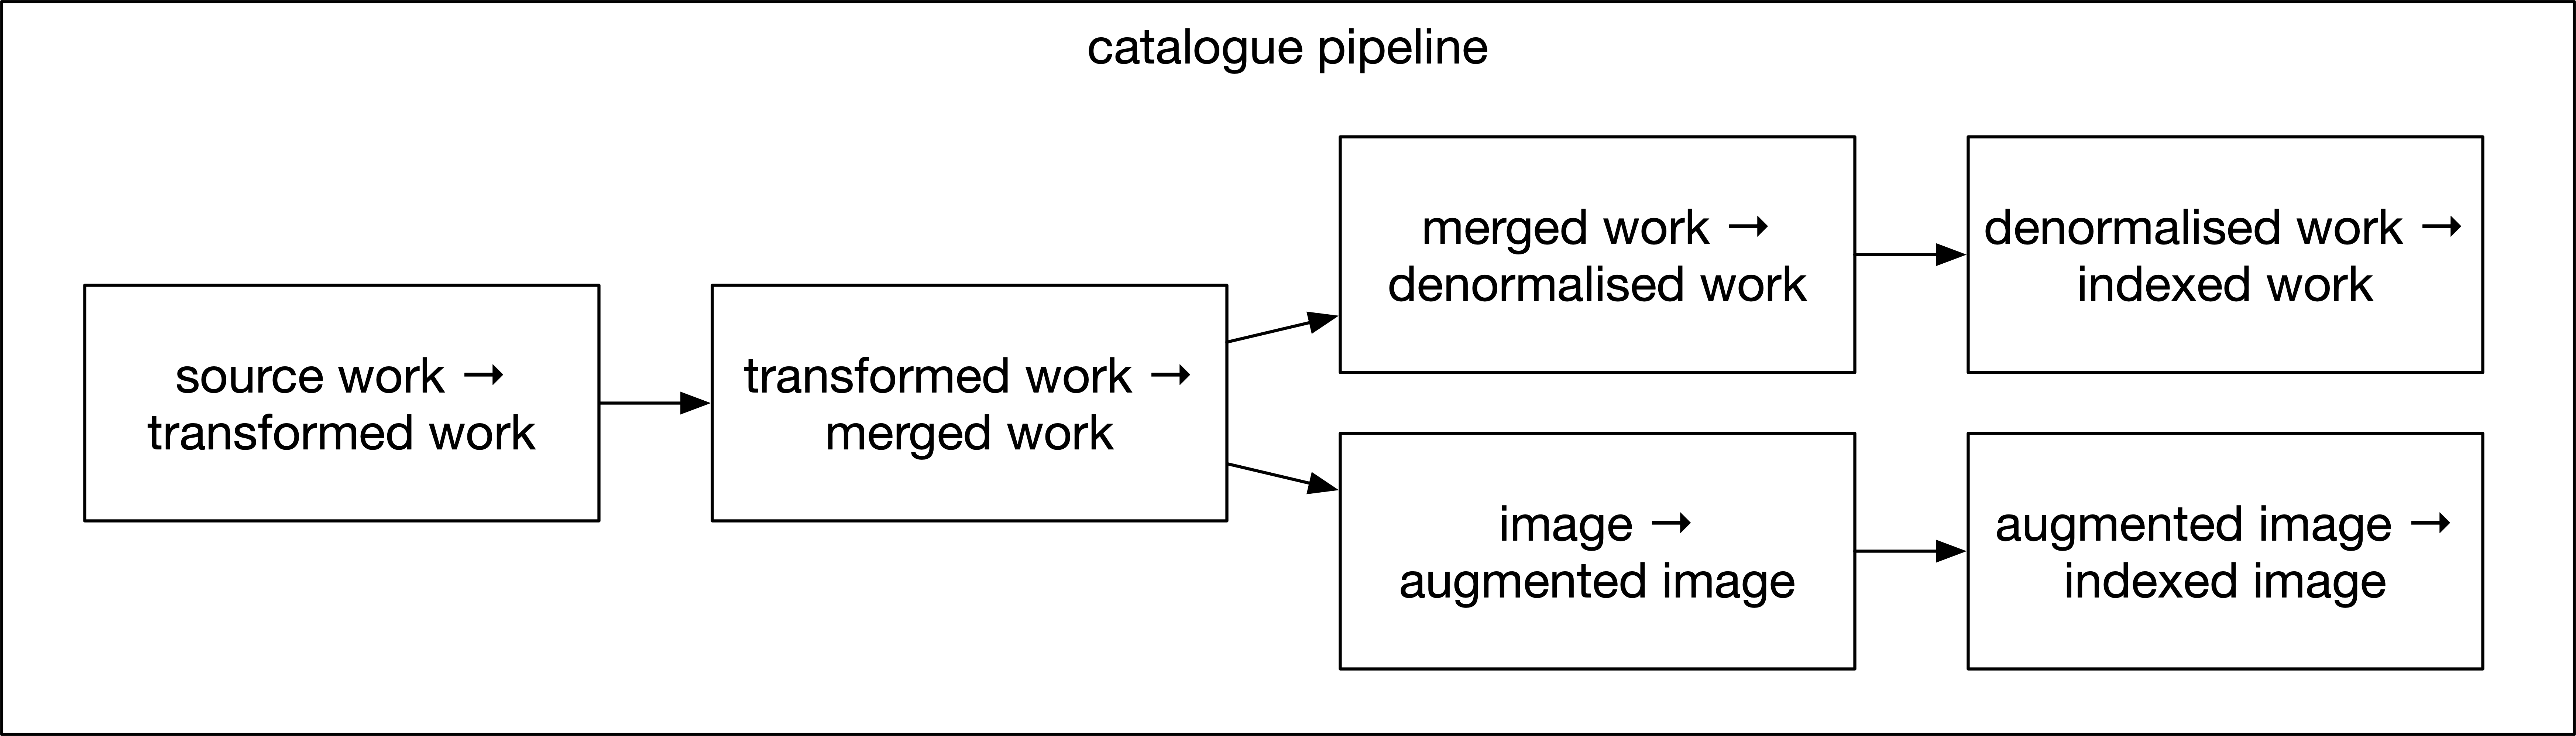 catalogue pipeline
source work →
transformed work
transformed work →
merged work
merged work →
denormalised work
denormalised work →
indexed work
image →
augmented image
augmented image →
indexed image